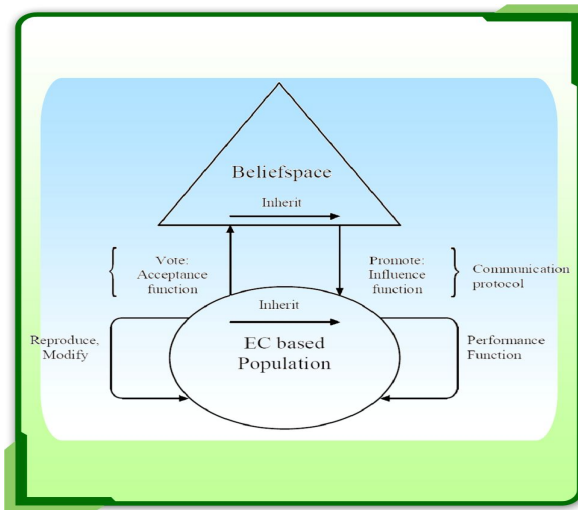 Beliefspace
Inherit
Vote:
Acceptance
function
Promote:
Influence
function
Communication
protocol
Inherit
EC based
Population
Reproduce,
Modify
Performance
Function